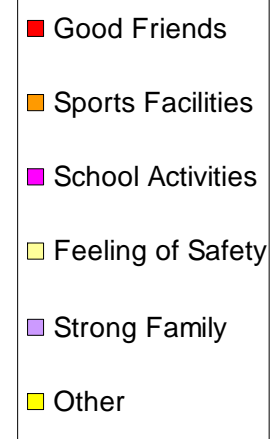 Good Friends
Sports Facilities
School Activities
Feeling of Safety
Strong Family
Other